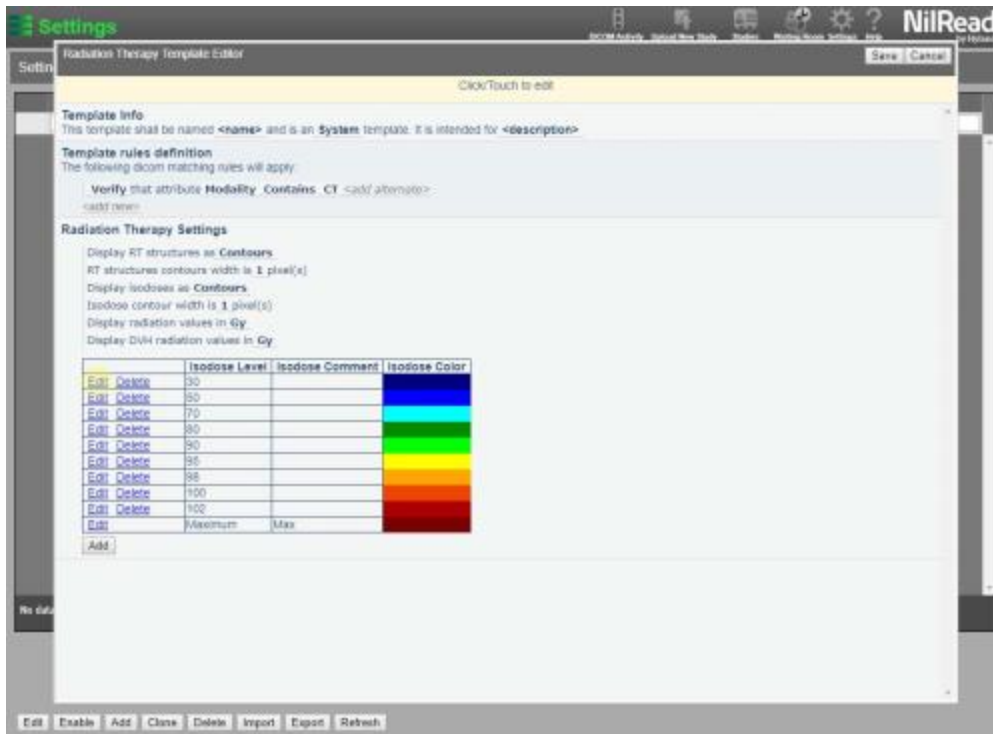 Settings
DICOM Activity Upload New Study Studies Waiting Room Settings Help
NilRead
Radiation Therapy Template Editor
Save Cancel
Click/Touch to edit
Template Info
This template shall be named <name> and is an System template. It is intended for <description>
Template rules definition
The following dicom matching rules will apply:
Verify that attribute Modality Contains CT <add alternate>
<add new>
Radiation Therapy Settings
Display RT structures as Contours
RT structures contours width is 1 pixel(s)
Display isodoses as Contours
Isodose contour width is 1 pixel(s)
Display radiation values in Gy
Display DVH radiation values in Gy
Isodose Level Isodose Comment Isodose Color
Edit Delete 30
Edit Delete
Edit Delete 70
Edit Delete 80
Edit Delete 90
Edit Delete 95
Edit Delete 98
Edit Delete 100
Edit Delete 102
Edit Maximum Max
Add
No data
Edit Enable Add Clone Delete Import Export Refresh